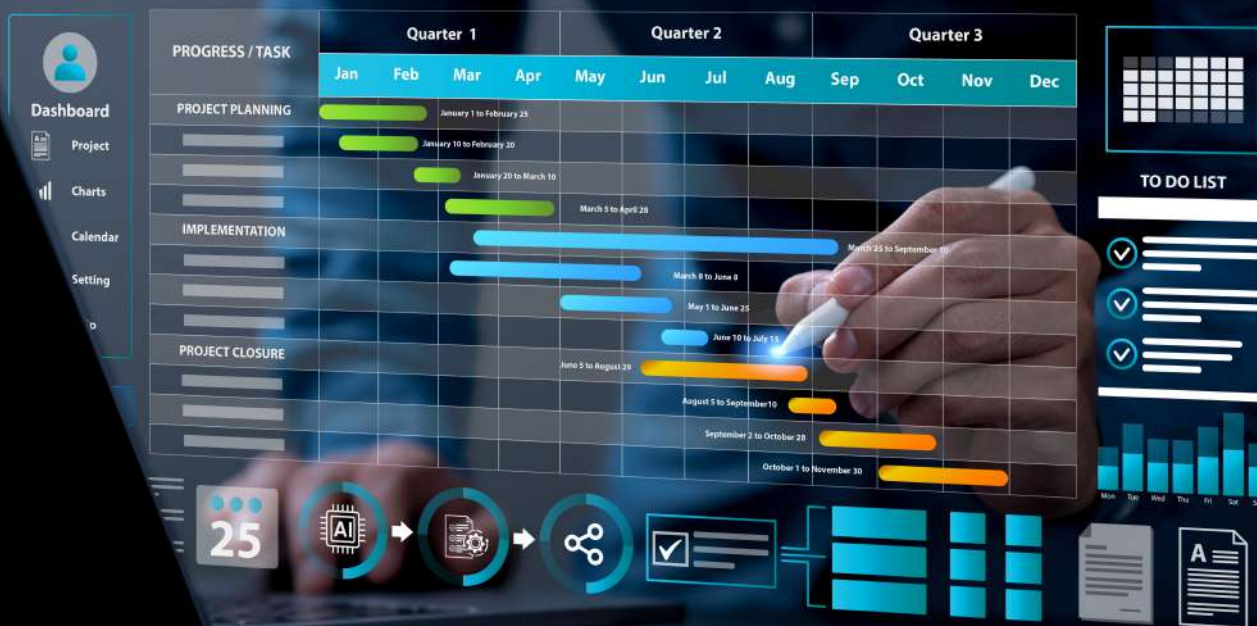 Dashboard
Project
Charts
Calendar
Setting
PROGRESS / TASK
Quarter 1
Quarter 2
Quarter 3
Jan Feb Mar Apr May Jun Jul Aug Sep Oct Nov Dec
PROJECT PLANNING
January 1 to February 25
January 10 to February 20
January 20 to March 10
March 5 to April 28
IMPLEMENTATION
March 25 to September
March 8 to June 8
May 1 to June 25
June 10 to July 15
PROJECT CLOSURE
June 5 to August 29
August 5 to September10
September 2 to October 28
October 1 to November 30
25
AI
TO DO LIST
Mon Tue Wed Thu Fri Sat
A